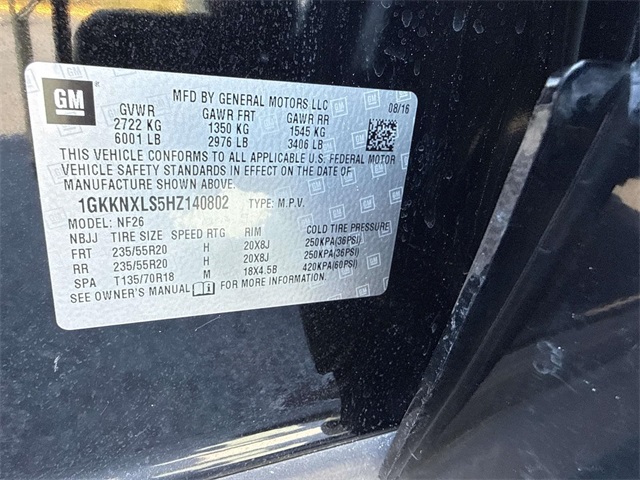 GM
MFD BY GENERAL MOTORS LLC 08/16
GVWR GAWR FRT GAWR RR
2722 KG 1350 KG 1545 KG
6001 LB 2976 LB 3406 LB
THIS VEHICLE CONFORMS TO ALL APPLICABLE U.S. FEDERAL MOTOR
VEHICLE SAFETY STANDARDS IN EFFECT ON THE DATE OF
MANUFACTURE SHOWN ABOVE.
1GKKNXLS5HZ140802 TYPE: M.P.V.
MODEL: NF26
NBJJ TIRE SIZE SPEED RTG RIM COLD TIRE PRESSURE
FRT 235/55R20 H 20X8J 250KPA(36PSI)
RR 235/55R20 H 20X8J 250KPA(36PSI)
SPA T135/70R18 M 18X4.5B 420KPA(60PSI)
SEE OWNER'S MANUAL FOR MORE INFORMATION.